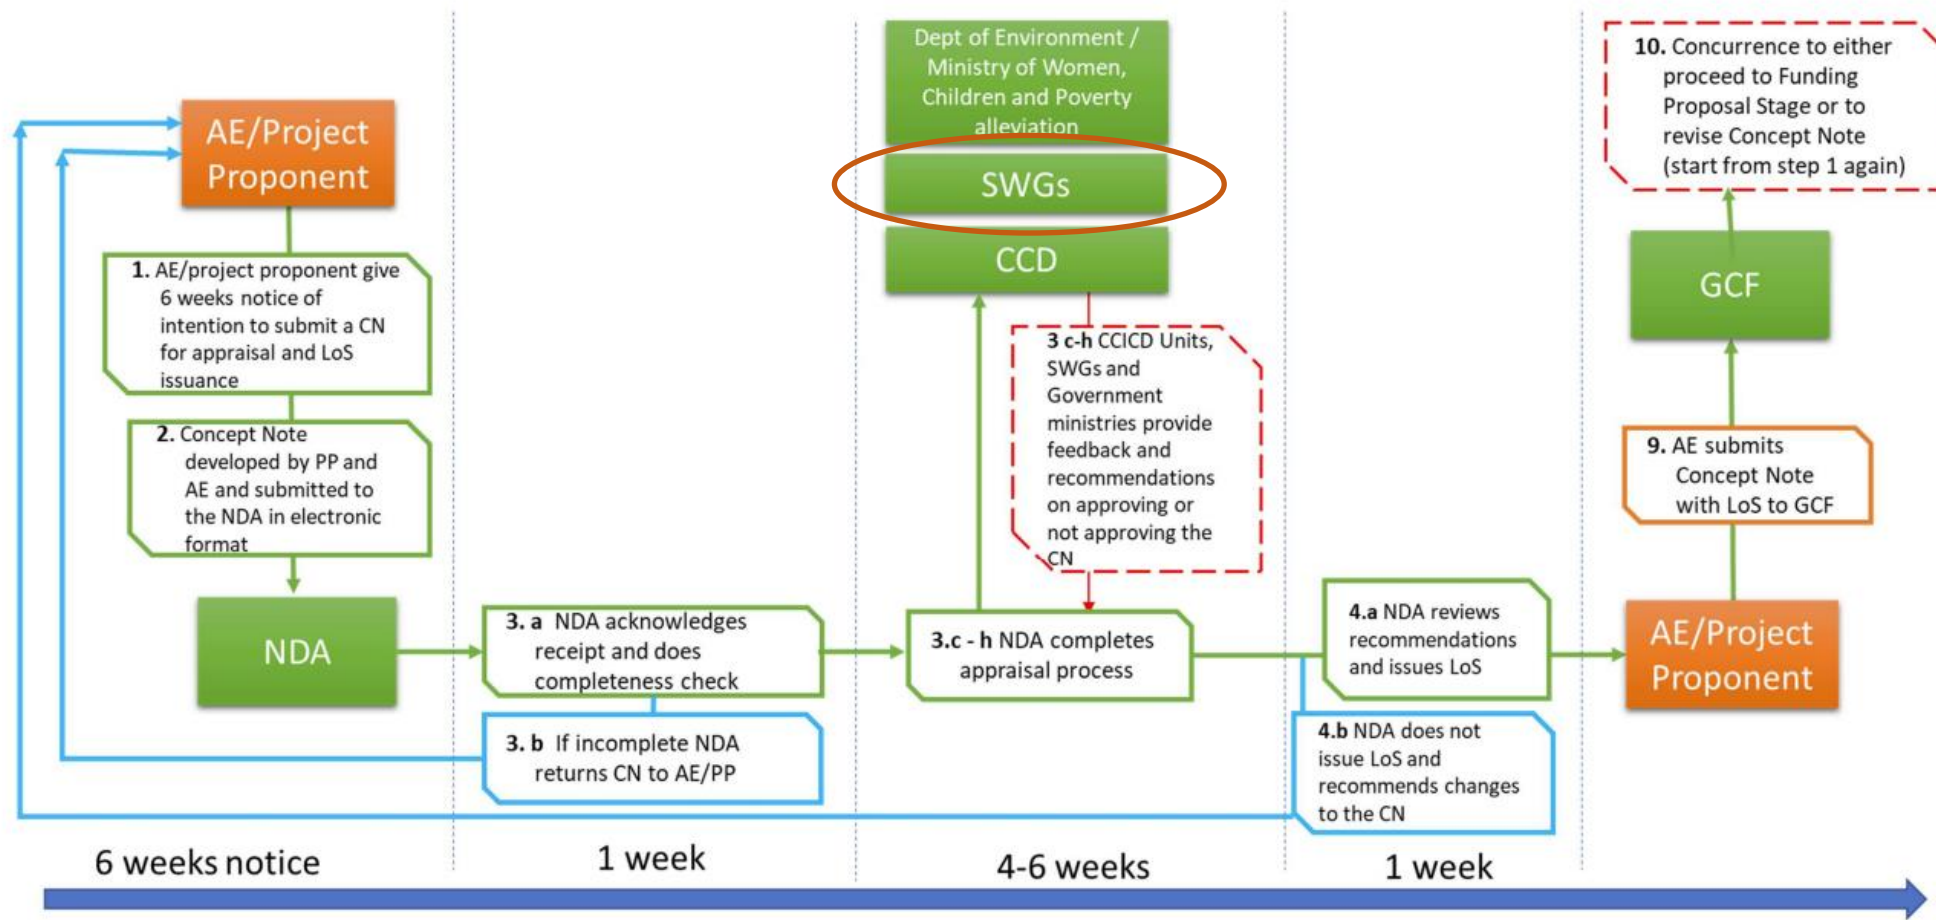 AE/Project
Proponent
1. AE/project proponent give
6 weeks notice of
intention to submit a CN
for appraisal and LoS
issuance
2. Concept Note
developed by PP and
AE and submitted to
the NDA in electronic
format
NDA
3. a NDA acknowledges
receipt and does
completeness check
3. b If incomplete NDA
returns CN to AE/PP
Dept of Environment /
Ministry of Women,
Children and Poverty
alleviation
SWGs
CCD
3 c-h CCICD Units,
SWGs and
Government
ministries provide
feedback and
recommendations
on approving or
not approving the
CN
3.c - h NDA completes
appraisal process
4.a NDA reviews
recommendations
and issues LoS
4.b NDA does not
issue LoS and
recommends changes
to the CN
10. Concurrence to either
proceed to Funding
Proposal Stage or to
revise Concept Note
(start from step 1 again)
GCF
9. AE submits
Concept Note
with LoS to GCF
AE/Project
Proponent
6 weeks notice
1 week
4-6 weeks
1 week